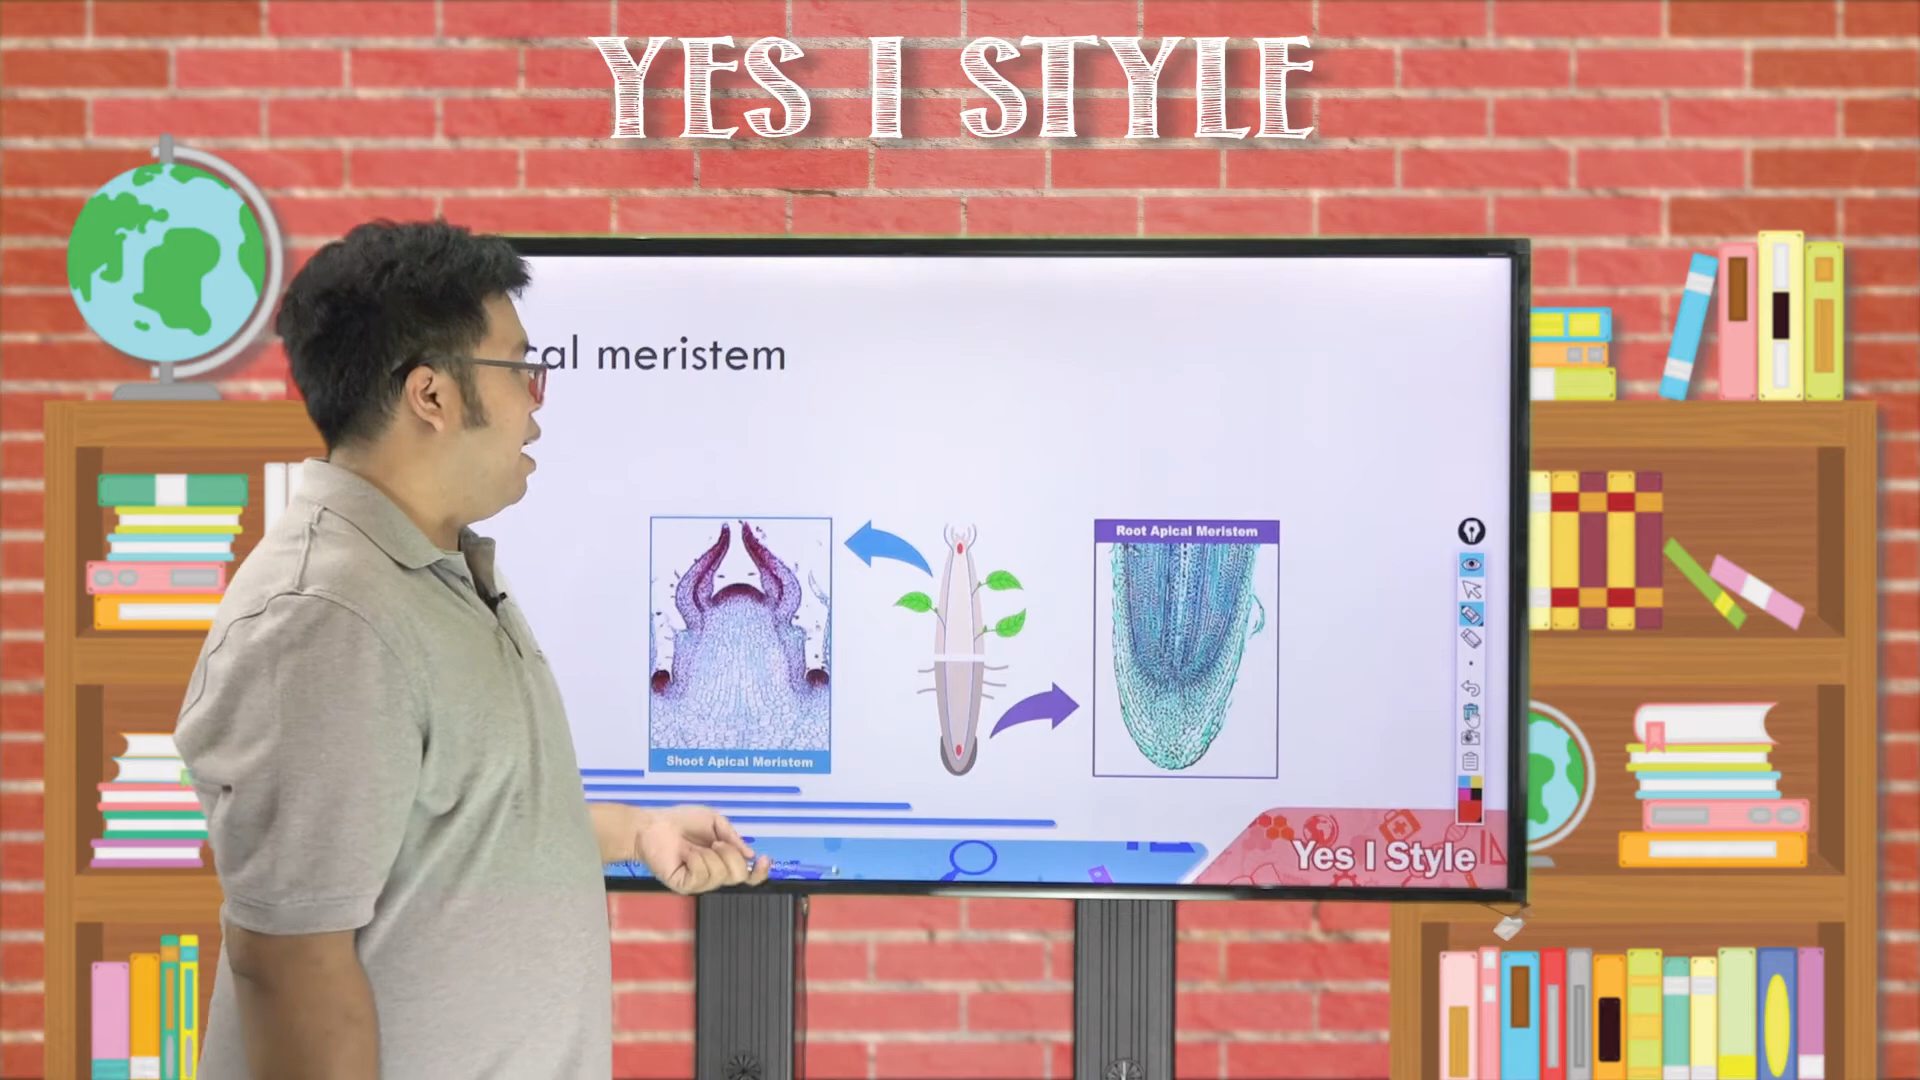 YES I STYLE
cal meristem
Root Apical Meristem
Shoot Apical Meristem
Yes I Style